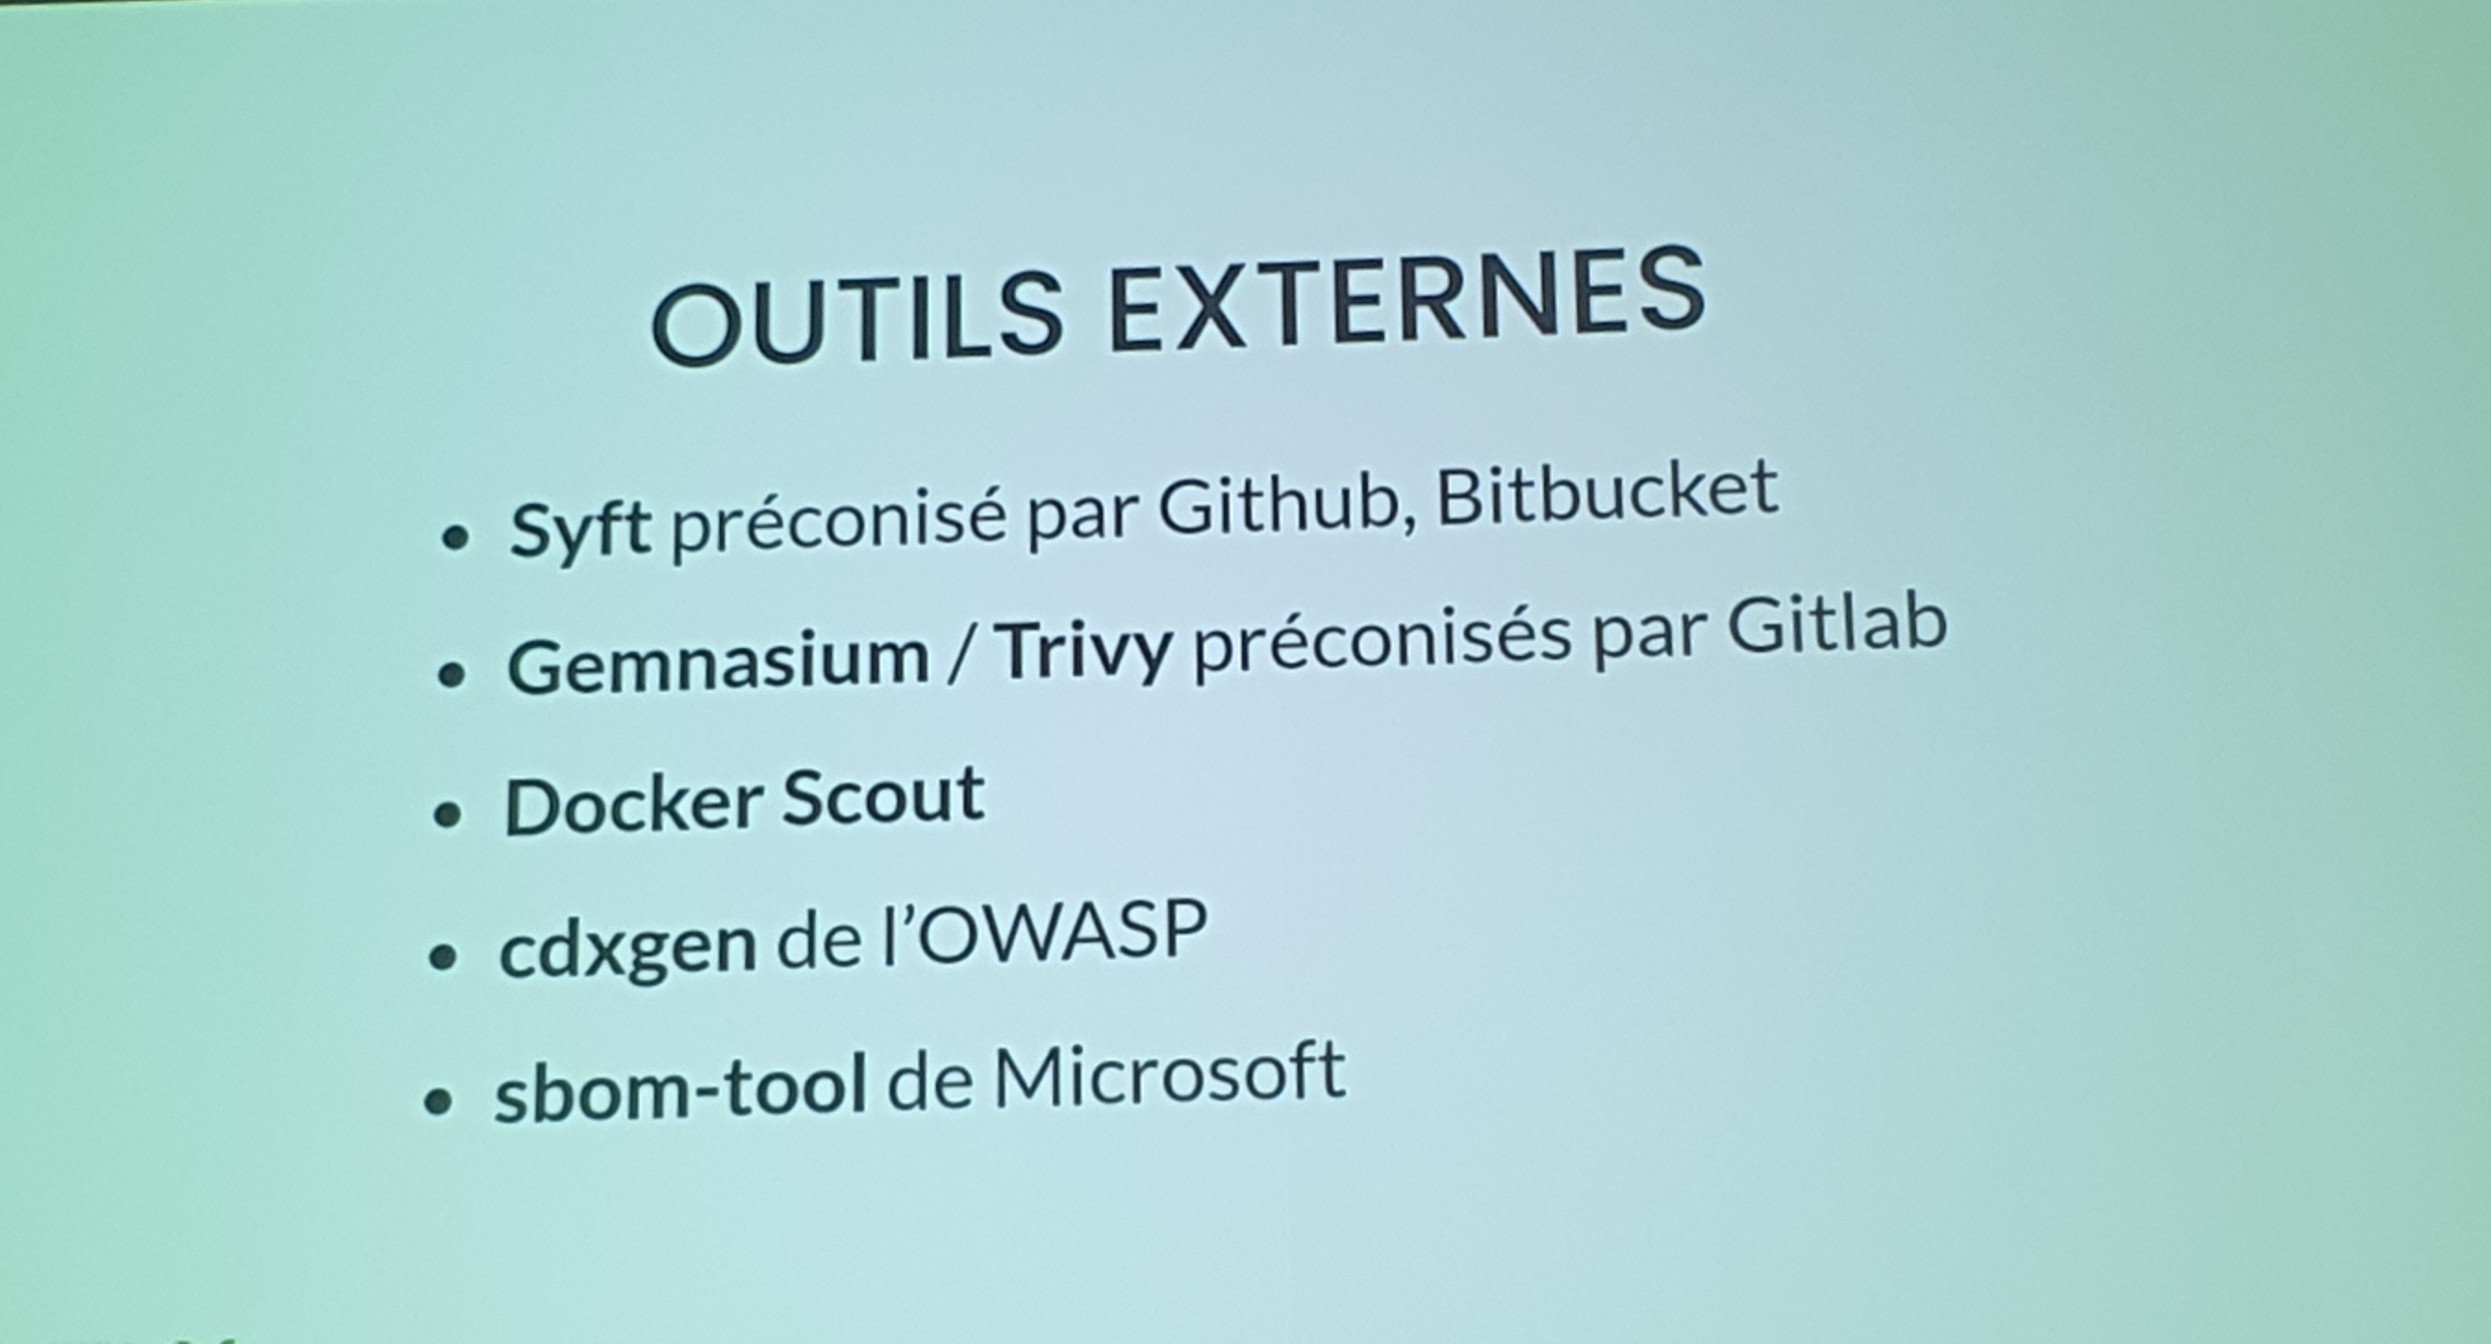 OUTILS EXTERNES
• Syft préconisé par Github, Bitbucket
• Gemnasium / Trivy préconisés par Gitlab
• Docker Scout
• cdxgen de l’OWASP
• sbom-tool de Microsoft